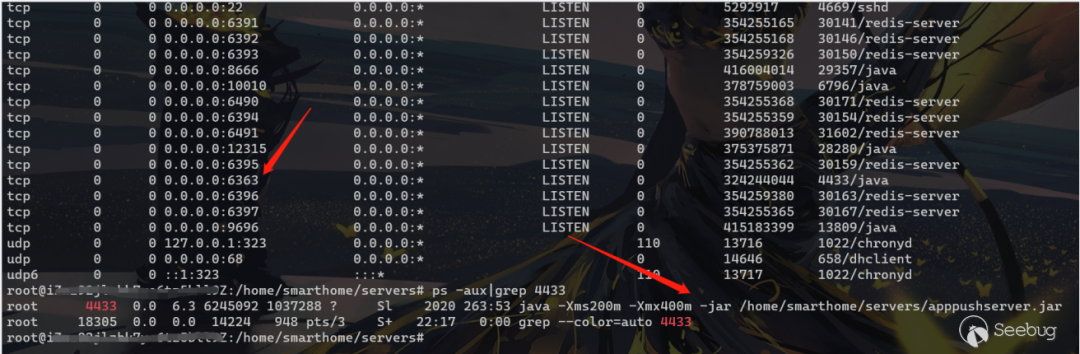 tcp 0 0 0.0.0.0:22 0.0.0.0:* LISTEN 0 5292917 4669/sshd
tcp 0 0 0.0.0.0:6391 0.0.0.0:* LISTEN 0 354255165 30141/redis-server
tcp 0 0 0.0.0.0:6392 0.0.0.0:* LISTEN 0 354255168 30146/redis-server
tcp 0 0 0.0.0.0:6393 0.0.0.0:* LISTEN 0 354259326 30150/redis-server
tcp 0 0 0.0.0.0:8666 0.0.0.0:* LISTEN 0 416004014 29357/java
tcp 0 0 0.0.0.0:10010 0.0.0.0:* LISTEN 0 378759003 6796/java
tcp 0 0 0.0.0.0:6490 0.0.0.0:* LISTEN 0 354255368 30171/redis-server
tcp 0 0 0.0.0.0:6394 0.0.0.0:* LISTEN 0 354255359 30154/redis-server
tcp 0 0 0.0.0.0:6491 0.0.0.0:* LISTEN 0 390788013 31602/redis-server
tcp 0 0 0.0.0.0:12315 0.0.0.0:* LISTEN 0 375375871 28280/java
tcp 0 0 0.0.0.0:6395 0.0.0.0:* LISTEN 0 354255362 30159/redis-server
tcp 0 0 0.0.0.0:6363 0.0.0.0:* LISTEN 0 324244044 4433/java
tcp 0 0 0.0.0.0:6396 0.0.0.0:* LISTEN 0 354259380 30163/redis-server
tcp 0 0 0.0.0.0:6397 0.0.0.0:* LISTEN 0 354255365 30167/redis-server
tcp 0 0 0.0.0.0:9696 0.0.0.0:* LISTEN 0 415183399 13809/java
udp 0 0 127.0.0.1:323 0.0.0.0:* 110 13716 1022/chronyd
udp 0 0 0.0.0.0:68 0.0.0.0:* 0 14646 658/dhclient
udp6 0 0 ::1:323 :::* 110 13717 1022/chronyd
:/home/smarthome/servers# ps -aux|grep 4433
root 4433 0.0 6.3 6245092 1037288 ? Sl 2020 263:53 java -Xms200m -Xmx400m -jar /home/smarthome/servers/apppushserver.jar
root 18305 0.0 0.0 14224 948 pts/3 S+ 22:17 0:00 grep --color=auto 4433
:/home/smarthome/servers#
Seebug